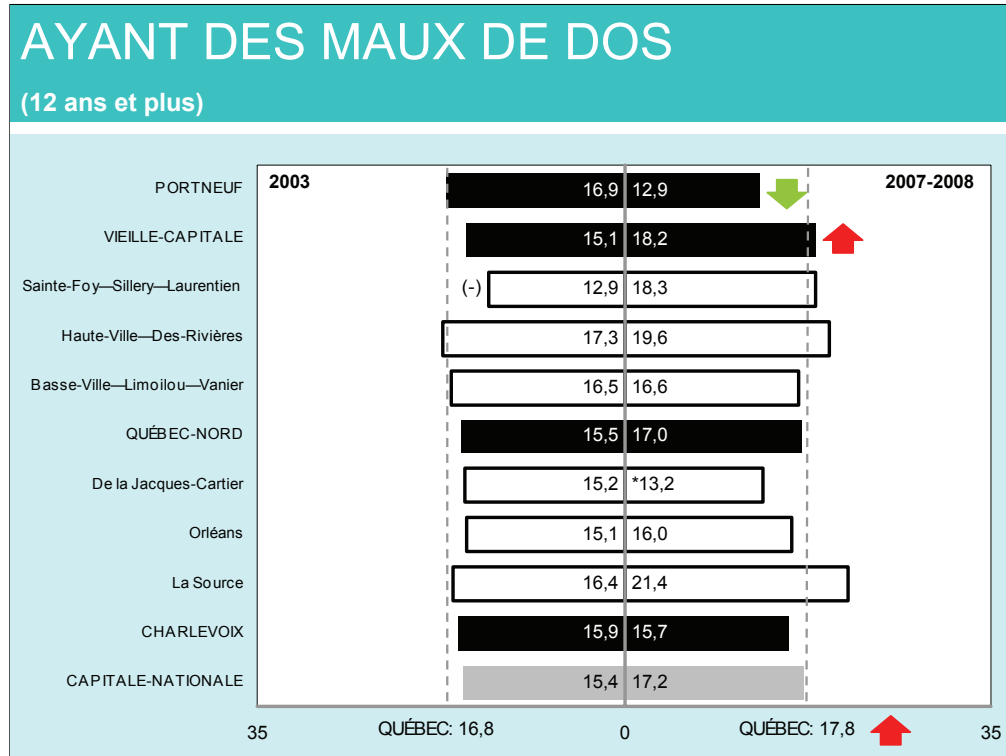 AYANT DES MAUX DE DOS
(12 ans et plus)
2003 2007-2008
PORTNEUF 16,9 12,9
VIEILLE-CAPITALE 15,1 18,2
Sainte-Foy—Sillery—Laurentien (-) 12,9 18,3
Haute-Ville—Des-Rivières 17,3 19,6
Basse-Ville—Limoilou—Vanier 16,5 16,6
QUÉBEC-NORD 15,5 17,0
De la Jacques-Cartier 15,2 *13,2
Orléans 15,1 16,0
La Source 16,4 21,4
CHARLEVOIX 15,9 15,7
CAPITALE-NATIONALE 15,4 17,2
35 QUÉBEC: 16,8 0 QUÉBEC: 17,8 35